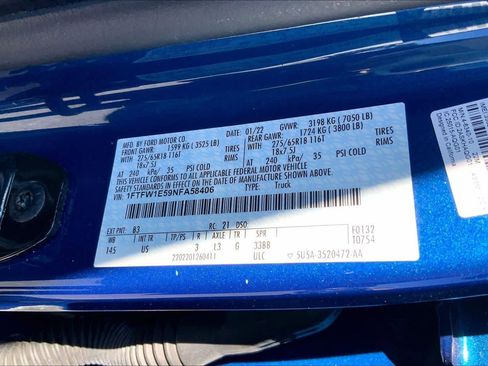 MFD. BY FORD MOTOR CO.
DATE: 01/22 GVWR: 3198 KG ( 7050 LB)
FRONT GAWR: 1599 KG ( 3525 LB) REAR GAWR: 1724 KG ( 3800 LB)
275/65R18 116T TIRES 275/65R18 116T TIRES
18x7.5J RIMS 18x7.5J RIMS
AT 240 kPa/ 35 PSI COLD AT 240 kPa/ 35 PSI COLD
THIS VEHICLE CONFORMS TO ALL APPLICABLE FEDERAL MOTOR VEHICLE
SAFETY STANDARDS IN EFFECT ON THE DATE OF MANUFACTURE SHOWN ABOVE.
VIN: 1FTFW1E59NFA58406
TYPE: Truck
EXT PNT: B3 RC: 21 DSO:
WB TP/PS R AXLE TR SPR F0132
145 US 3 L3 G 33BB T0754
2202201260411 ULC 5U5A-3520472-AA